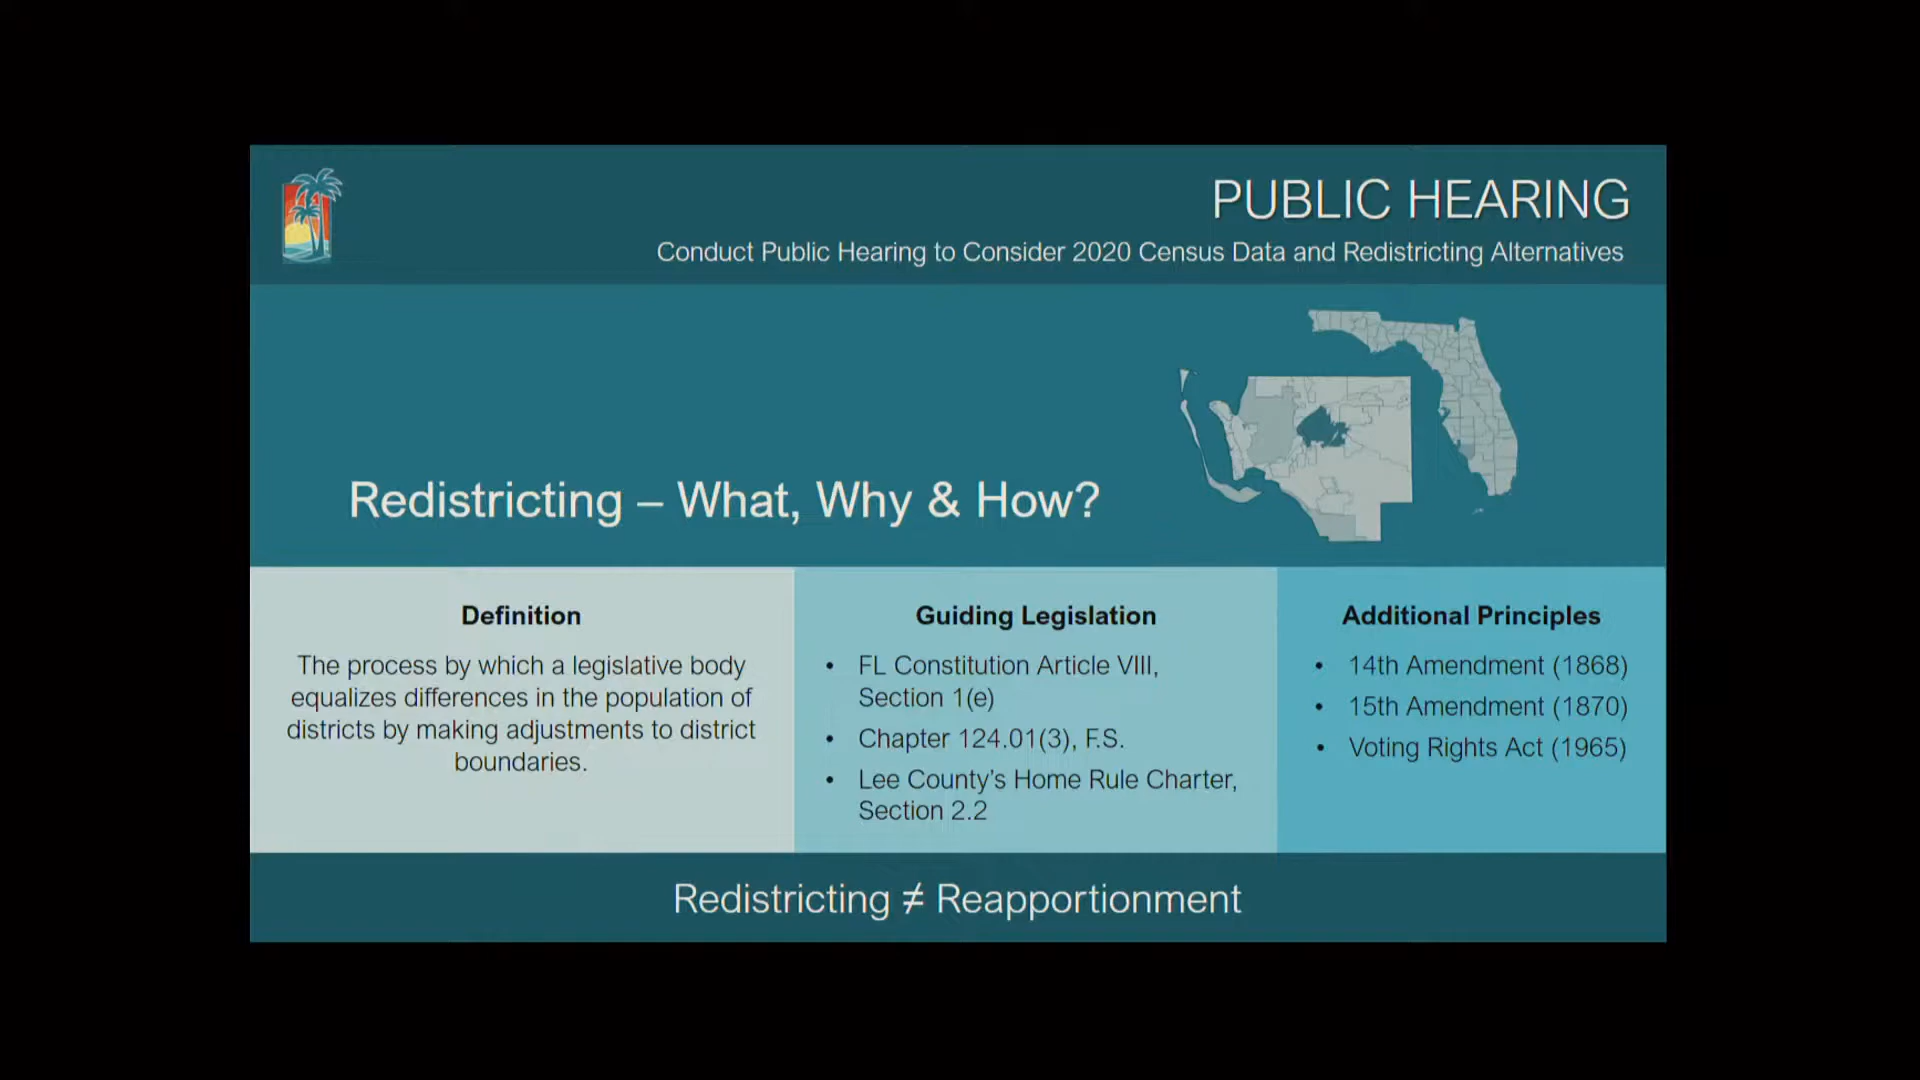 PUBLIC HEARING
Conduct Public Hearing to Consider 2020 Census Data and Redistricting Alternatives
Redistricting – What, Why & How?
Definition
The process by which a legislative body
equalizes differences in the population of
districts by making adjustments to district
boundaries.
Guiding Legislation
• FL Constitution Article VIII,
Section 1(e)
• Chapter 124.01(3), F.S.
• Lee County’s Home Rule Charter,
Section 2.2
Additional Principles
• 14th Amendment (1868)
• 15th Amendment (1870)
• Voting Rights Act (1965)
Redistricting ≠ Reapportionment